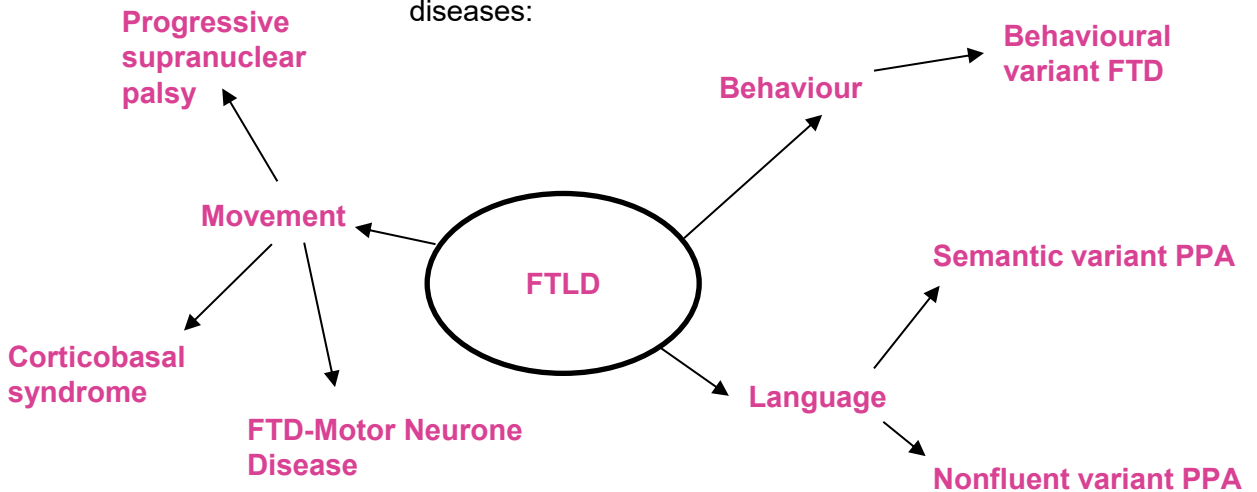 diseases:
Progressive
supranuclear
palsy
Behavioural
variant FTD
Behaviour
Movement
FTLD
Semantic variant PPA
Corticobasal
syndrome
Language
FTD-Motor Neurone
Disease
Nonfluent variant PPA